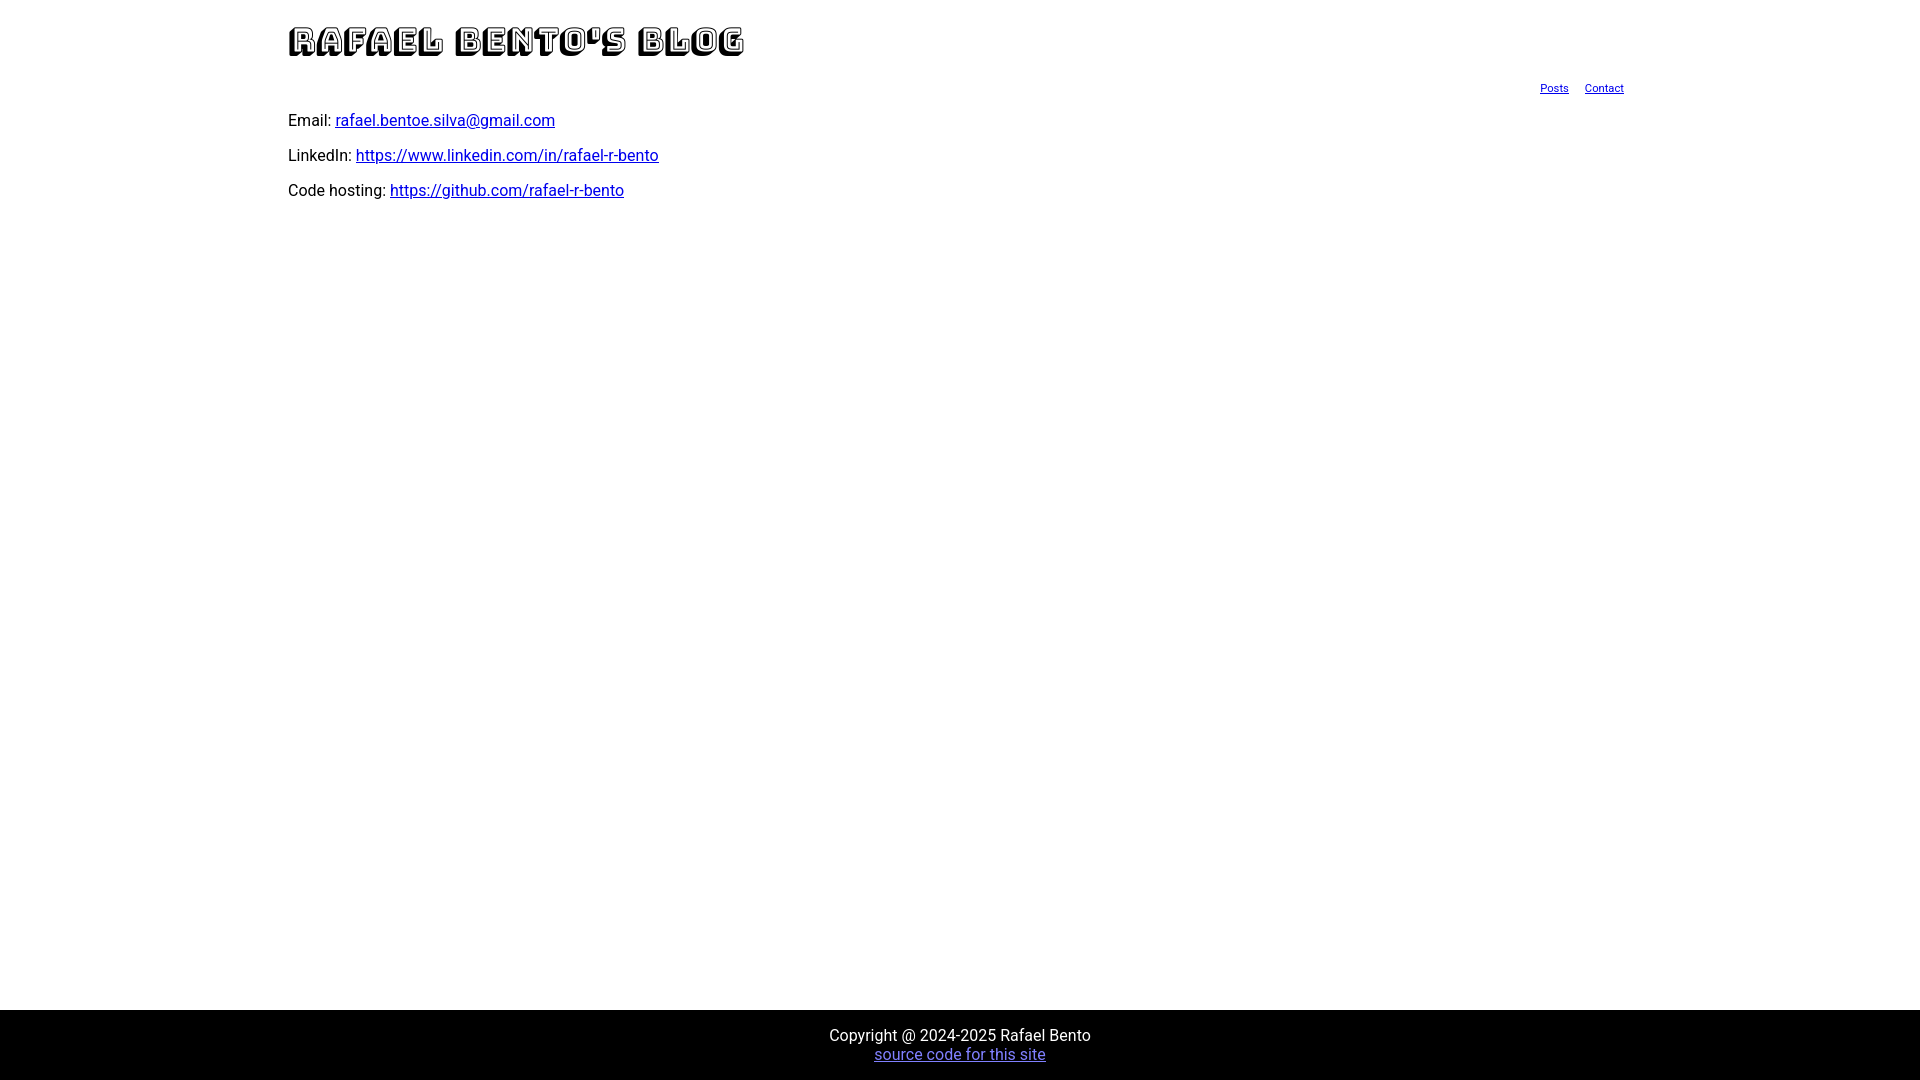 RAFAEL BENTO'S BLOG
Posts Contact
Email: rafael.bentoe.silva@gmail.com
LinkedIn: https://www.linkedin.com/in/rafael-r-bento
Code hosting: https://github.com/rafael-r-bento
Copyright @ 2024-2025 Rafael Bento
source code for this site